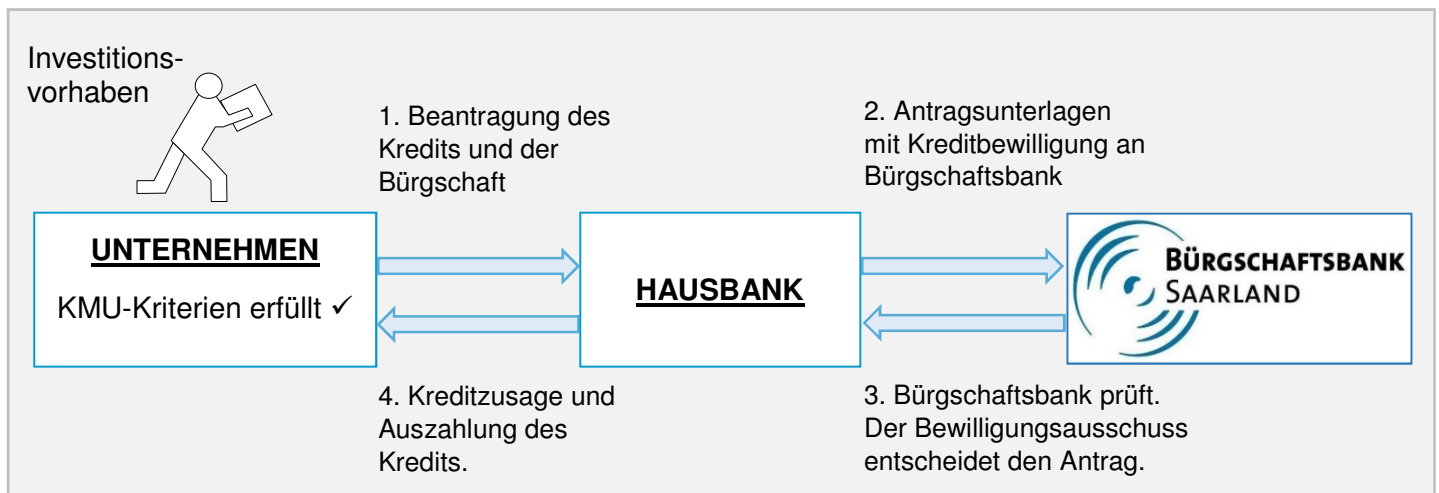 Investitions-
vorhaben
1. Beantragung des
Kredits und der
Bürgschaft
2. Antragsunterlagen
mit Kreditbewilligung an
Bürgschaftsbank
UNTERNEHMEN
KMU-Kriterien erfüllt ✓
HAUSBANK
BÜRGSCHAFTSBANK
SAARLAND
4. Kreditzusage und
Auszahlung des
Kredits.
3. Bürgschaftsbank prüft.
Der Bewilligungsausschuss
entscheidet den Antrag.